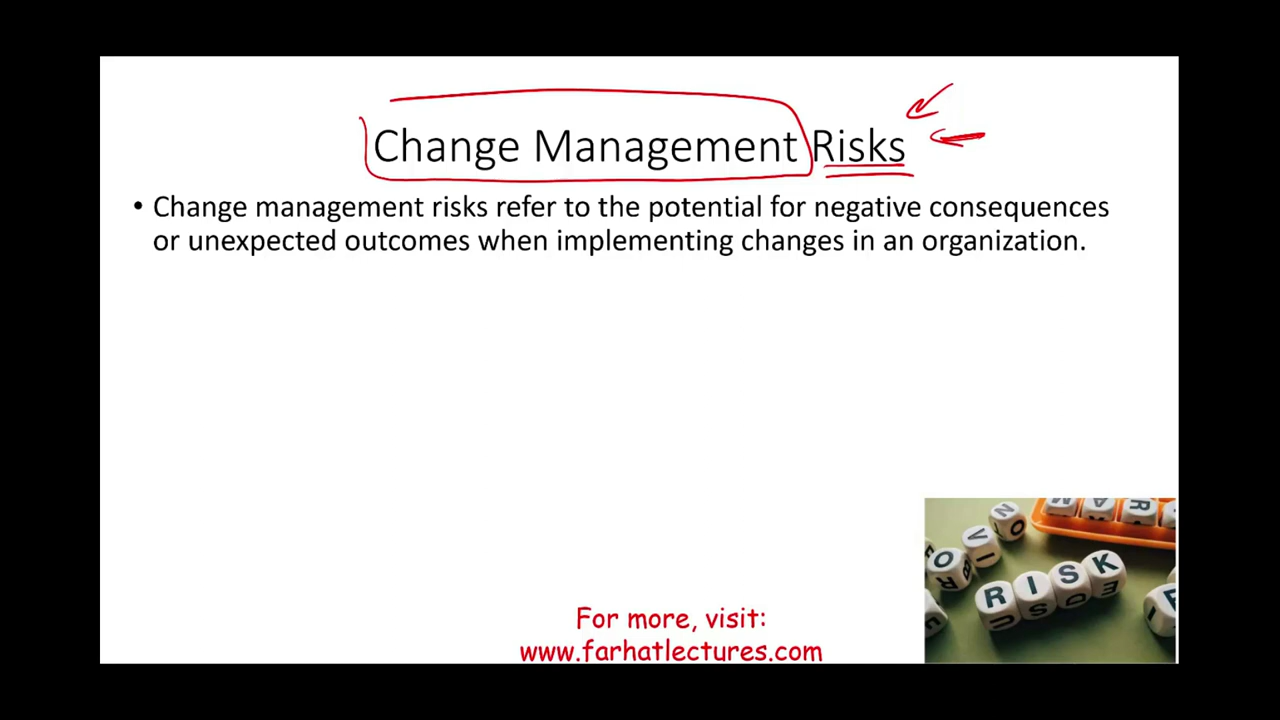 Change Management Risks
• Change management risks refer to the potential for negative consequences
or unexpected outcomes when implementing changes in an organization.
RISK
For more, visit:
www.farhatlectures.com